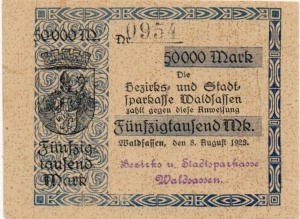 50000 M.
Nr. 0954
50000 Mark
Die
Bezirks- und Stadt-
sparkasse Waldsassen
zahlt gegen diese Anweisung
Fünfzigtausend Mk.
Waldsassen, den 8. August 1923.
Bezirks u. Stadtsparkasse
Waldsassen.
Fünfzig-
tausend
Mark